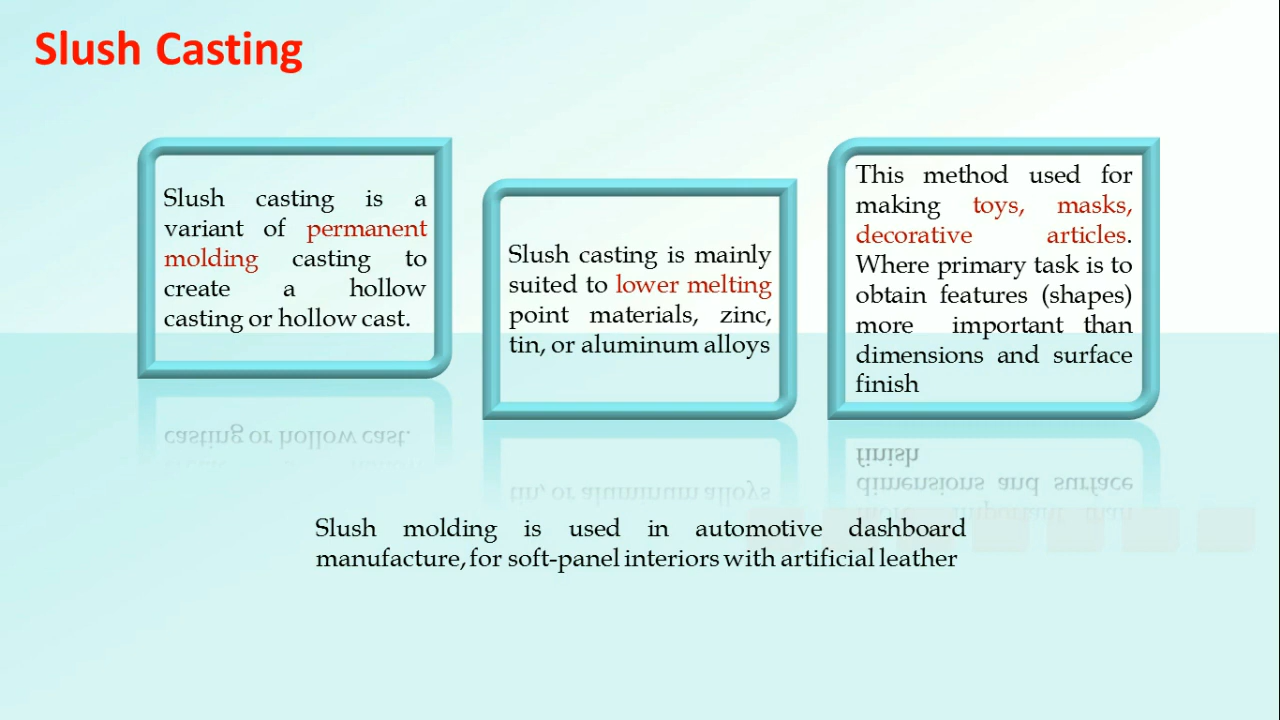 Slush Casting
Slush casting is a
variant of permanent
molding casting to
create a hollow
casting or hollow cast.
Slush casting is mainly
suited to lower melting
point materials, zinc,
tin, or aluminum alloys
This method used for
making toys, masks,
decorative articles.
Where primary task is to
obtain features (shapes)
more important than
dimensions and surface
finish
Slush molding is used in automotive dashboard
manufacture, for soft-panel interiors with artificial leather